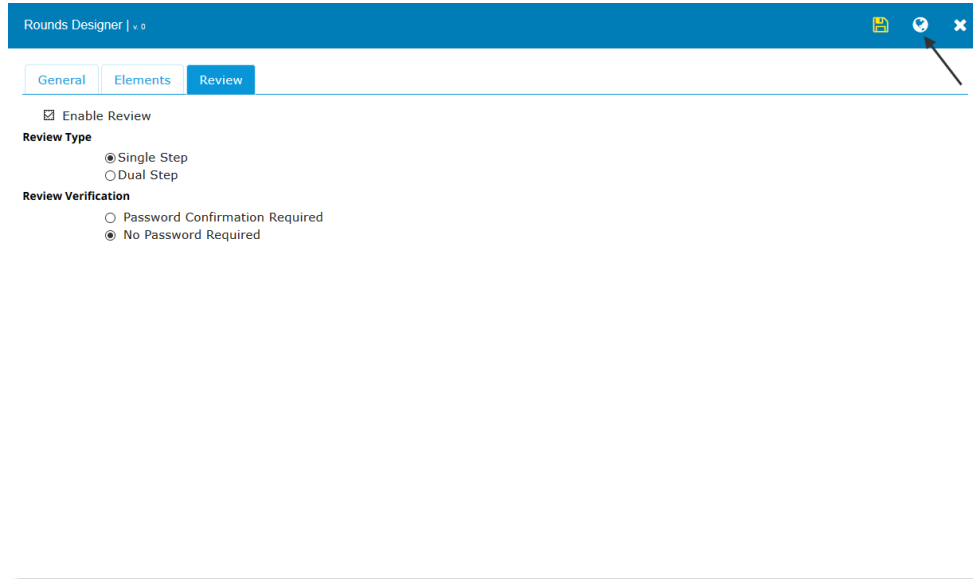 Rounds Designer | v. 0
General Elements Review
Enable Review
Review Type
Single Step
Dual Step
Review Verification
Password Confirmation Required
No Password Required